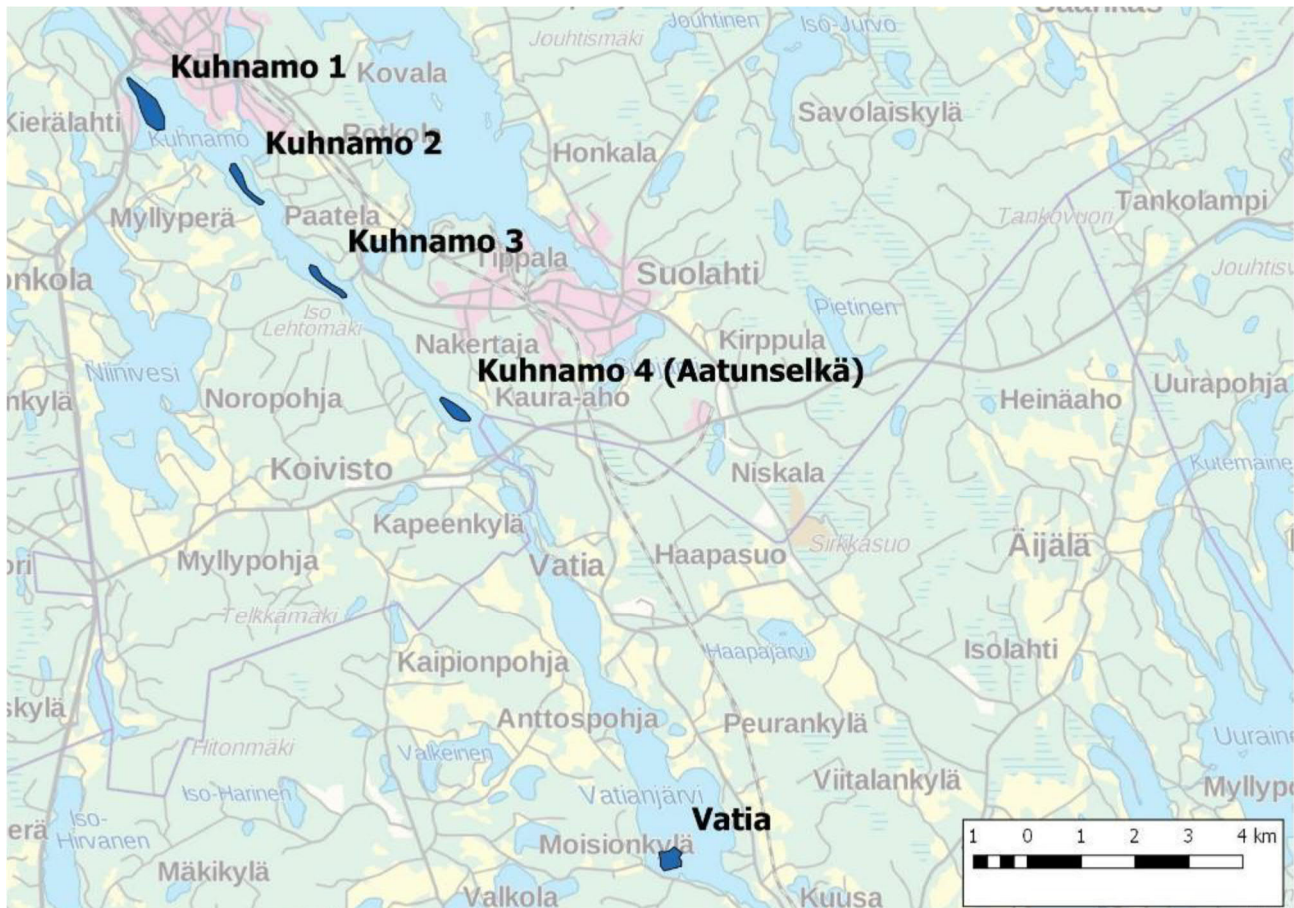 Jouhtinen
Iso-Jurvo
Jouhtismäki
Kuhnamo 1
Kovala
Savolaiskylä
Kierälahti
Kuhnamo
Kuhnamo 2
Honkala
Myllyperä
Paatela
Tankovuori
Tankolampi
Kuhnamo 3
Suolahti
Iso
Lehtomäki
Pietinen
Nakertaja
Kirppula
Niinivesi
Kuhnamo 4 (Aatunselkä)
Noropohja
Kaura-aho
Heinäaho
Uurapohja
Koivisto
Niskala
Kapeenkylä
Sirkkasuo
Myllypohja
Vatia
Haapasuo
Äijälä
Telkkämäki
Haapajärvi
Isolahti
Kaipionpohja
Anttospohja
Peurankylä
Hitonmäki
Valkeinen
Viitalankylä
Iso-Harinen
Vatianjärvi
Iso-
Hirvanen
Vatia
Moisionkylä
Mäkikylä
Valkola
Kuusa
1 0 1 2 3 4 km